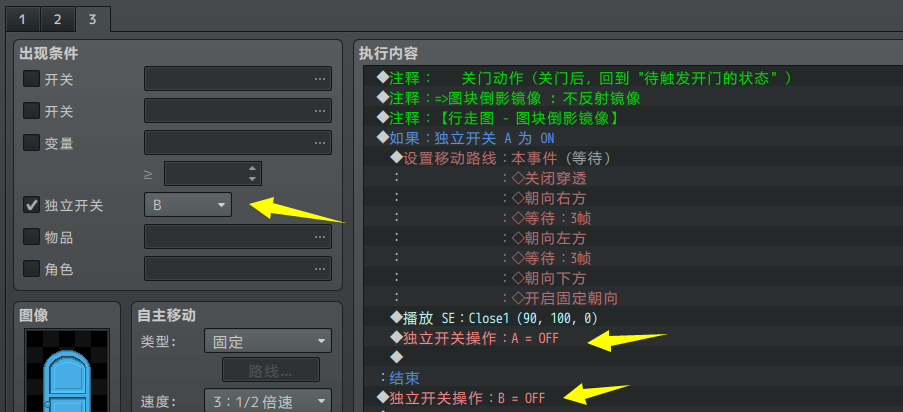 1 2 3
出现条件
开关 ...
开关 ...
变量 ...
≥
独立开关 B
物品 ...
角色 ...
图像
自主移动
类型: 固定
路线...
速度: 3：1/2 倍速
执行内容
◆注释： 关门动作（关门后，回到 "待触发开门的状态" ）
◆注释：=>图块倒影镜像 : 不反射镜像
◆注释：【行走图 - 图块倒影镜像】
◆如果：独立开关 A 为 ON
◆设置移动路线：本事件 (等待)
： ：◇关闭穿透
： ：◇朝向右方
： ：◇等待：3帧
： ：◇朝向左方
： ：◇等待：3帧
： ：◇朝向下方
： ：◇开启固定朝向
◆播放 SE：Close1 (90, 100, 0)
◆独立开关操作：A = OFF
◆
：结束
◆独立开关操作：B = OFF